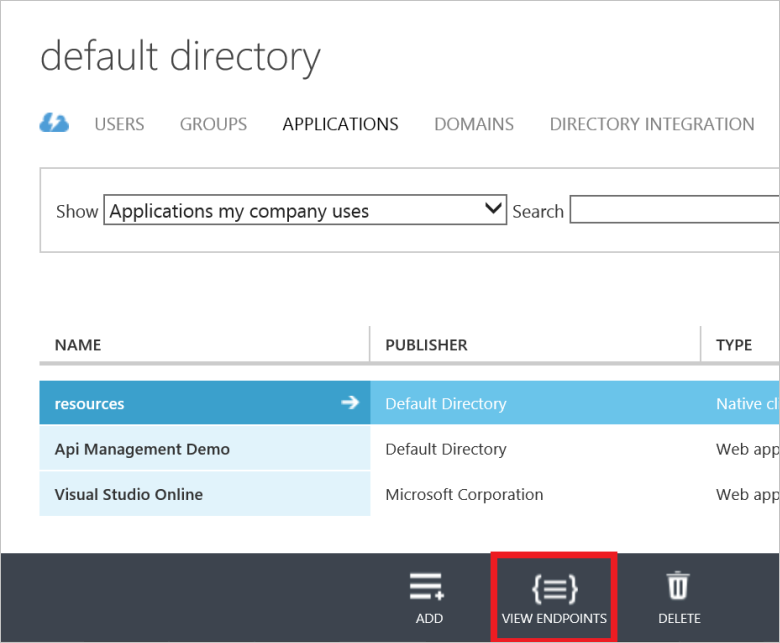 default directory
USERS GROUPS APPLICATIONS DOMAINS DIRECTORY INTEGRATION
Show Applications my company uses Search
NAME PUBLISHER TYPE
resources Default Directory Native cli
Api Management Demo Default Directory Web app
Visual Studio Online Microsoft Corporation Web app
ADD VIEW ENDPOINTS DELETE